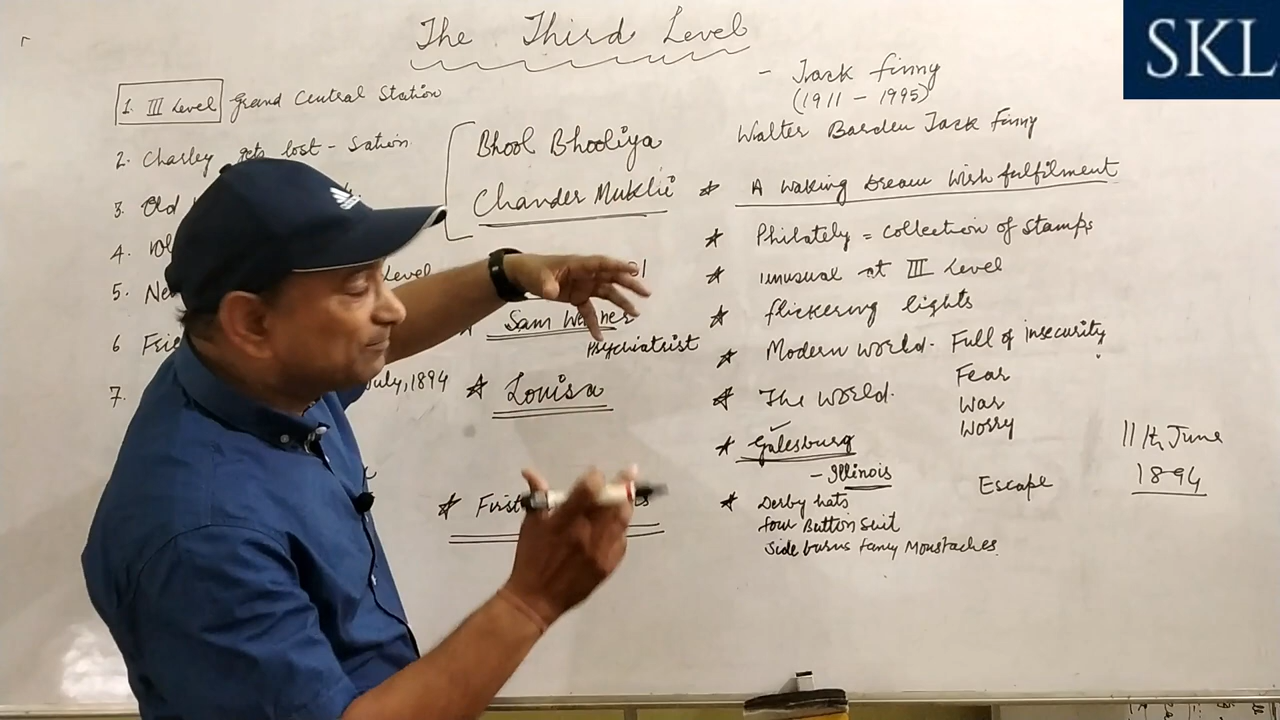 The Third Level
SKL
- Jack Finny
(1911 - 1995)
Walter Barden Jack Finny
1. III Level Grand Central Station
2. Charley gets lost - Sation
3. Old
4.
5. Level
6
7. July, 1894
Bhool Bhooliya
Chander Mukhi
* Sam Weiner
Psychiatrist
* Louisa
* First
* A waking Dream wish fulfilment
* Philately = collection of stamps
* unusual at III Level
* flickering lights
* Modern world. Full of insecurity
* The world. Fear
War
Worry
* Galesburg
- Illinois
Escape
11th June
1894
* Derby hats
four Button suit
side burns fancy Moustaches